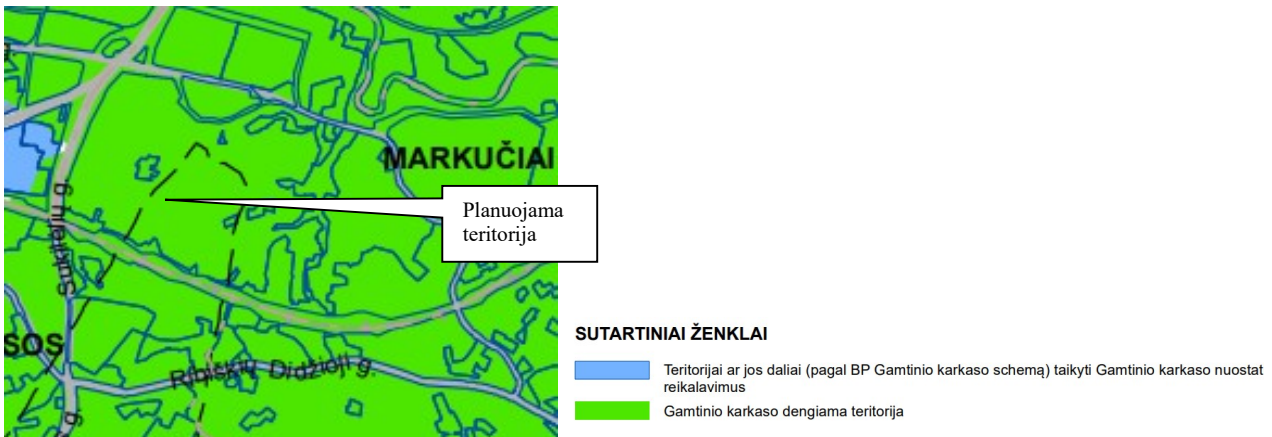 MARKUČIAI
Planuojama
teritorija
Sukilėlių g.
SOS
Ribiškių Didžioji g.
g.
SUTARTINIAI ŽENKLAI
Teritorijai ar jos daliai (pagal BP Gamtinio karkaso schemą) taikyti Gamtinio karkaso nuostat
reikalavimus
Gamtinio karkaso dengiama teritorija